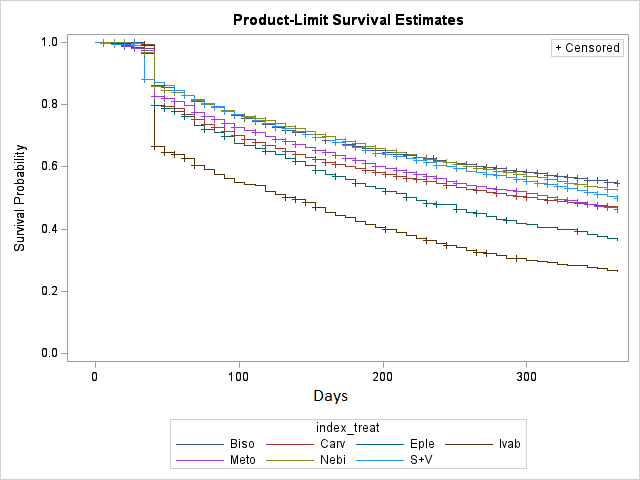 Product-Limit Survival Estimates
+ Censored
1.0
0.8
0.6
0.4
0.2
0.0
Survival Probability
0 100 200 300
Days
index_treat
Biso Carv Eple Ivab
Meto Nebi S+V